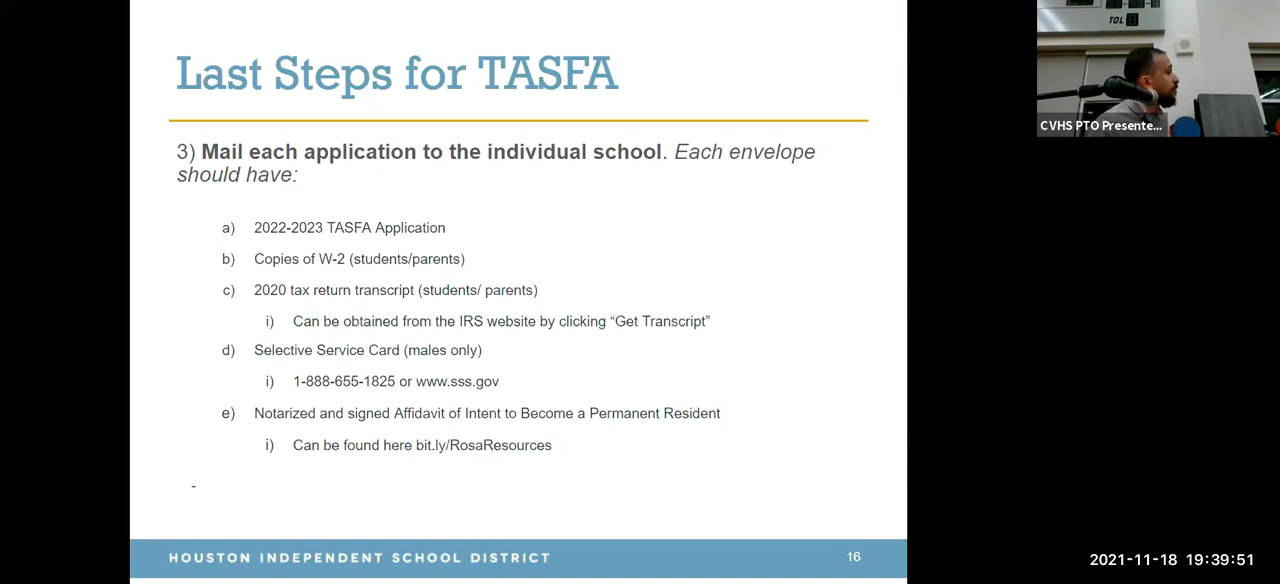 TOL
Last Steps for TASFA
CVHS PTO Presente...
3) Mail each application to the individual school. Each envelope
should have:
a) 2022-2023 TASFA Application
b) Copies of W-2 (students/parents)
c) 2020 tax return transcript (students/ parents)
i) Can be obtained from the IRS website by clicking “Get Transcript”
d) Selective Service Card (males only)
i) 1-888-655-1825 or www.sss.gov
e) Notarized and signed Affidavit of Intent to Become a Permanent Resident
i) Can be found here bit.ly/RosaResources
-
HOUSTON INDEPENDENT SCHOOL DISTRICT
16
2021-11-18 19:39:51